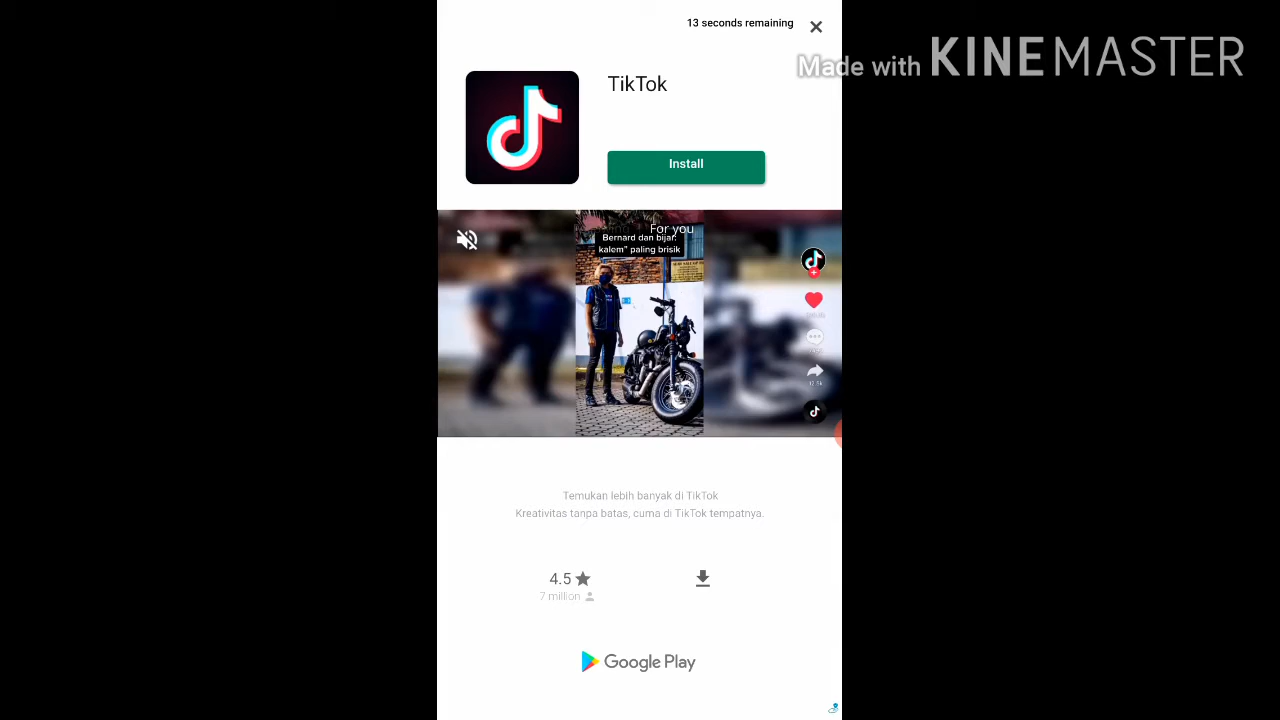 13 seconds remaining
Made with KINEMASTER
TikTok
Install
For you
Bernard dan bijar:
kalem" paling brisik
Temukan lebih banyak di TikTok
Kreativitas tanpa batas, cuma di TikTok tempatnya.
4.5
7 million
Google Play